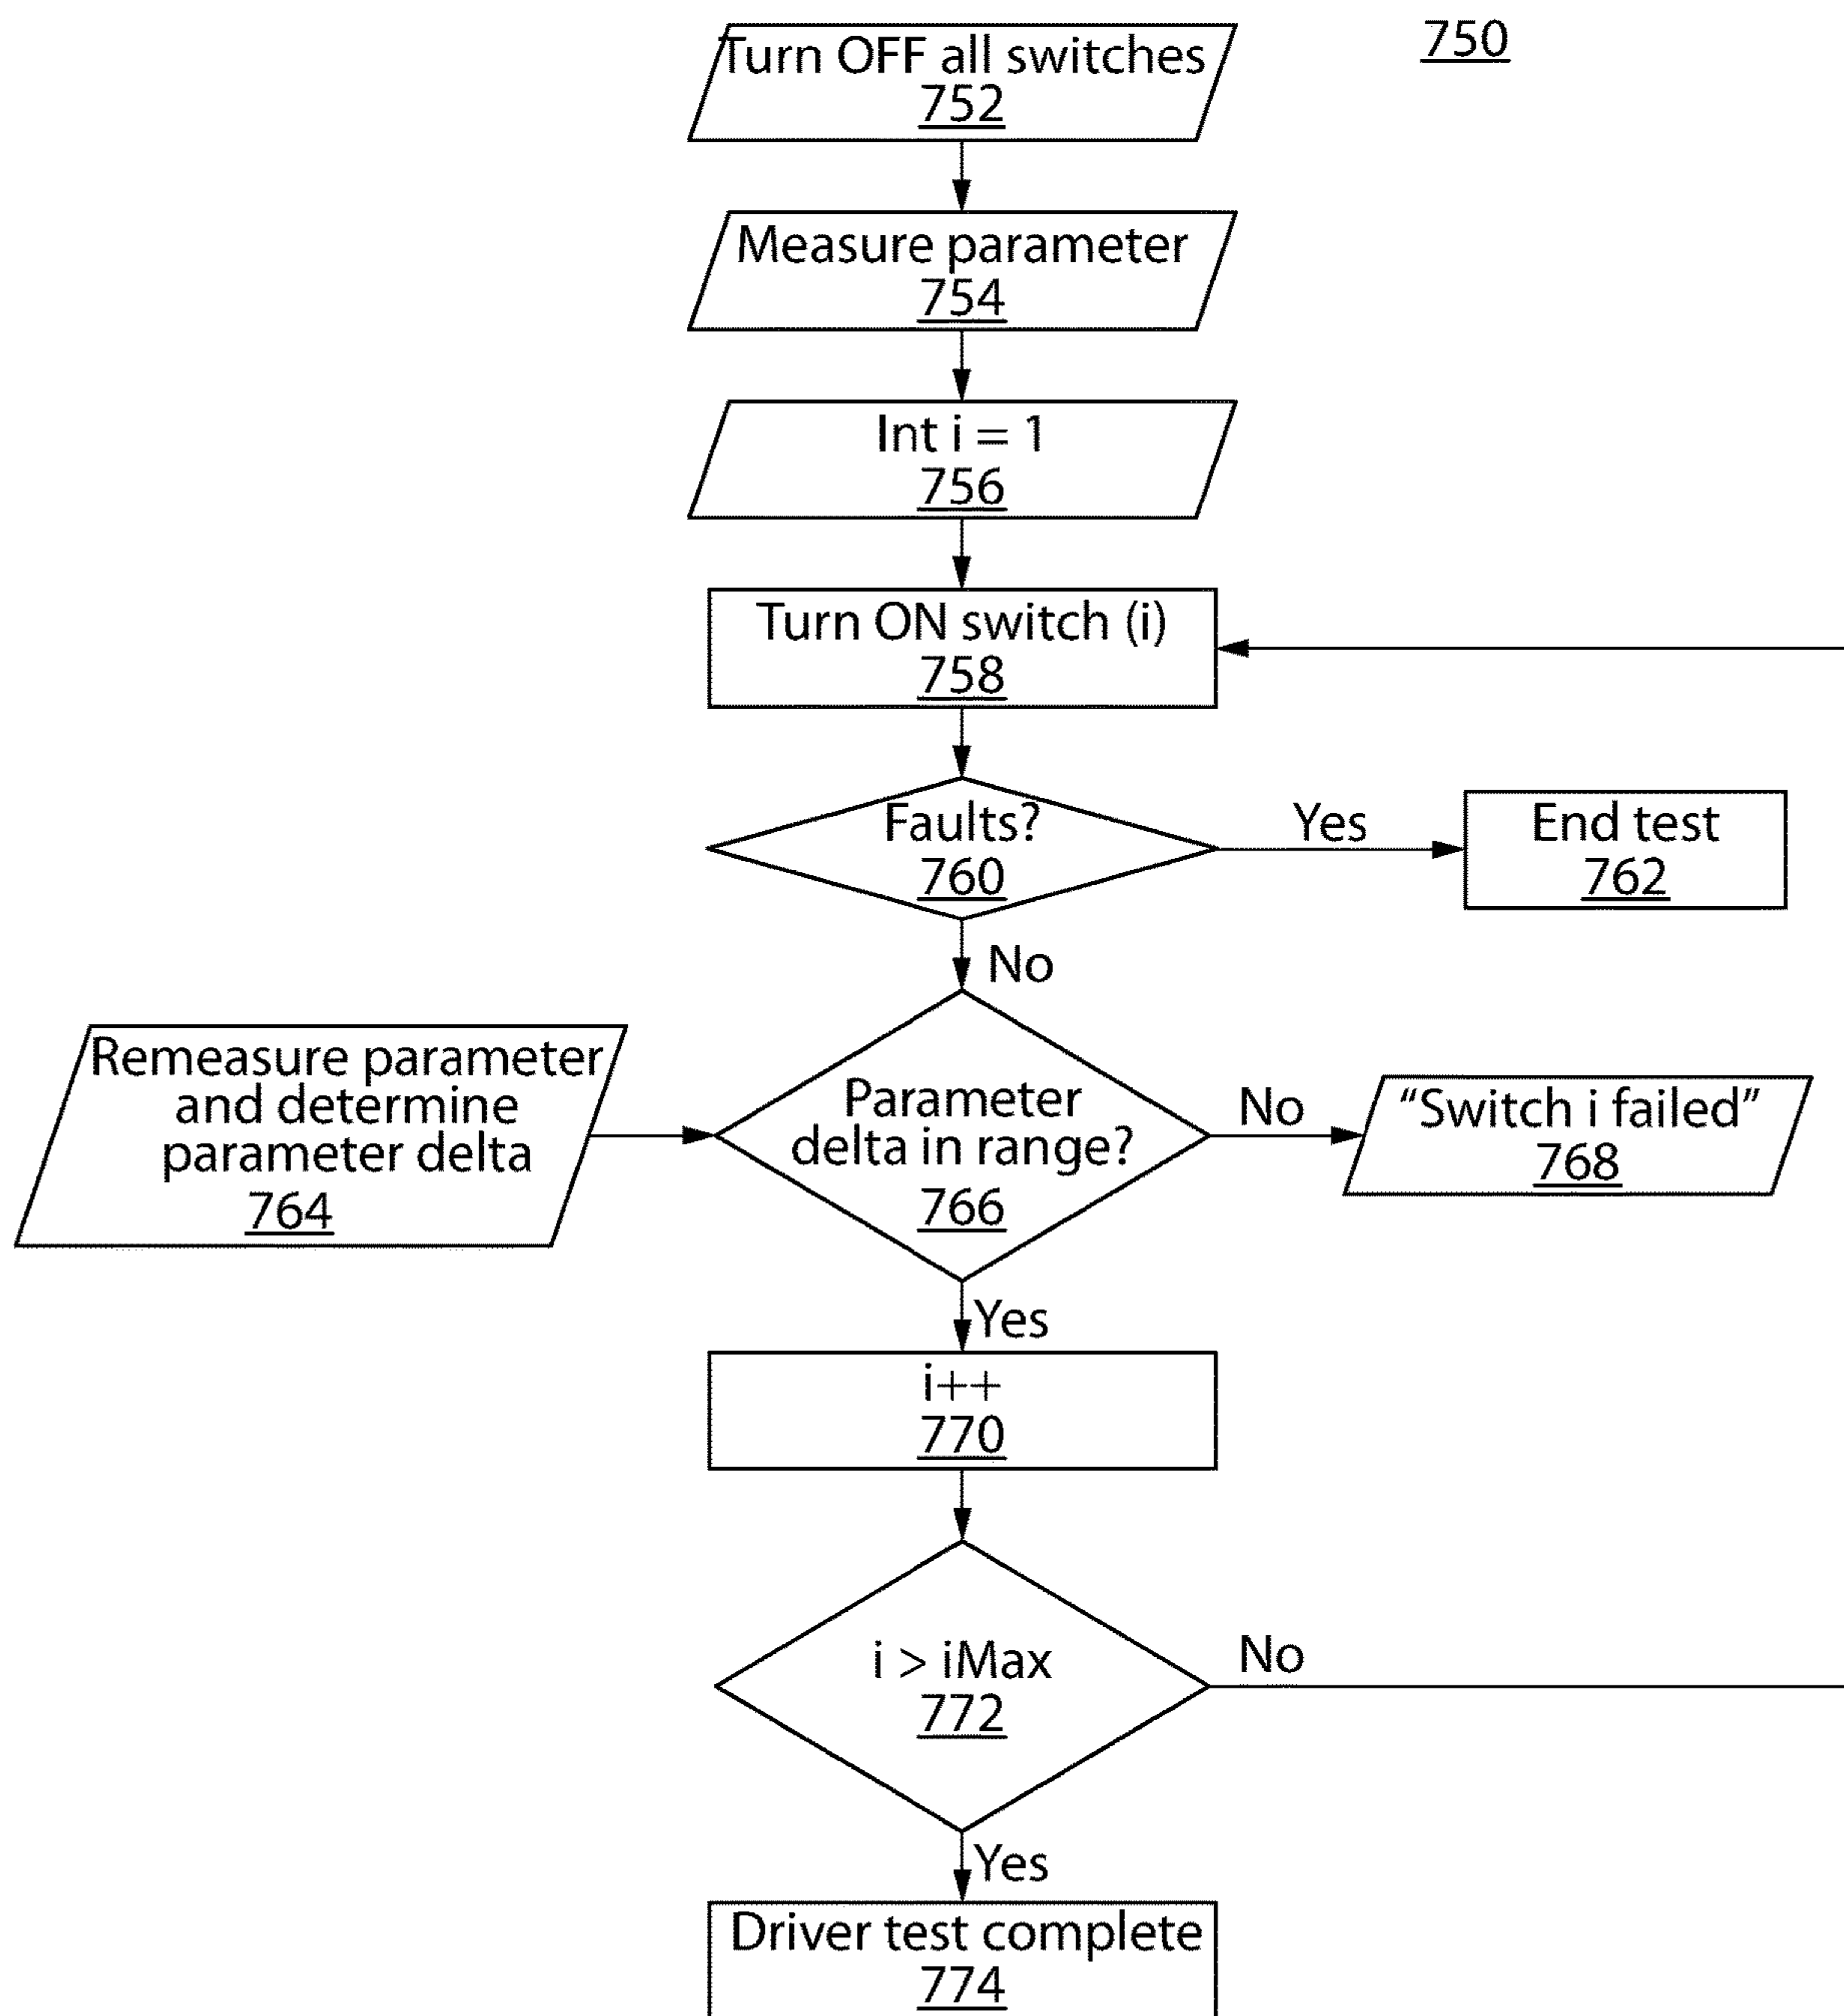 750
Turn OFF all switches
752
Measure parameter
754
Int i = 1
756
Turn ON switch (i)
758
Faults?
760
Yes
End test
762
No
Remeasure parameter
and determine
parameter delta
764
Parameter
delta in range?
766
No
“Switch i failed”
768
Yes
i++
770
i > iMax
772
No
Yes
Driver test complete
774